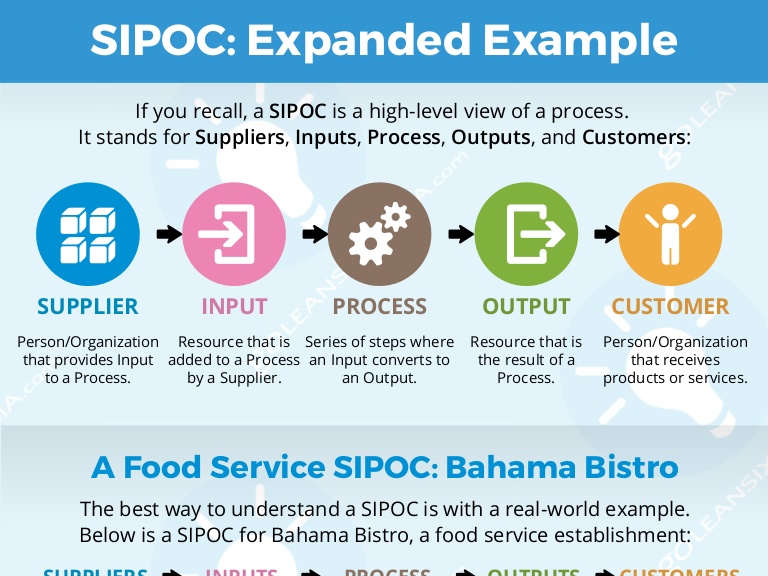 SIPOC: Expanded Example
If you recall, a SIPOC is a high-level view of a process.
It stands for Suppliers, Inputs, Process, Outputs, and Customers:
SUPPLIER
Person/Organization
that provides Input
to a Process.
INPUT
Resource that is
added to a Process
by a Supplier.
PROCESS
Series of steps where
an Input converts to
an Output.
OUTPUT
Resource that is
the result of a
Process.
CUSTOMER
Person/Organization
that receives
products or services.
A Food Service SIPOC: Bahama Bistro
The best way to understand a SIPOC is with a real-world example.
Below is a SIPOC for Bahama Bistro, a food service establishment:
SUPPLIERS INPUTS PROCESS OUTPUTS CUSTOMERS